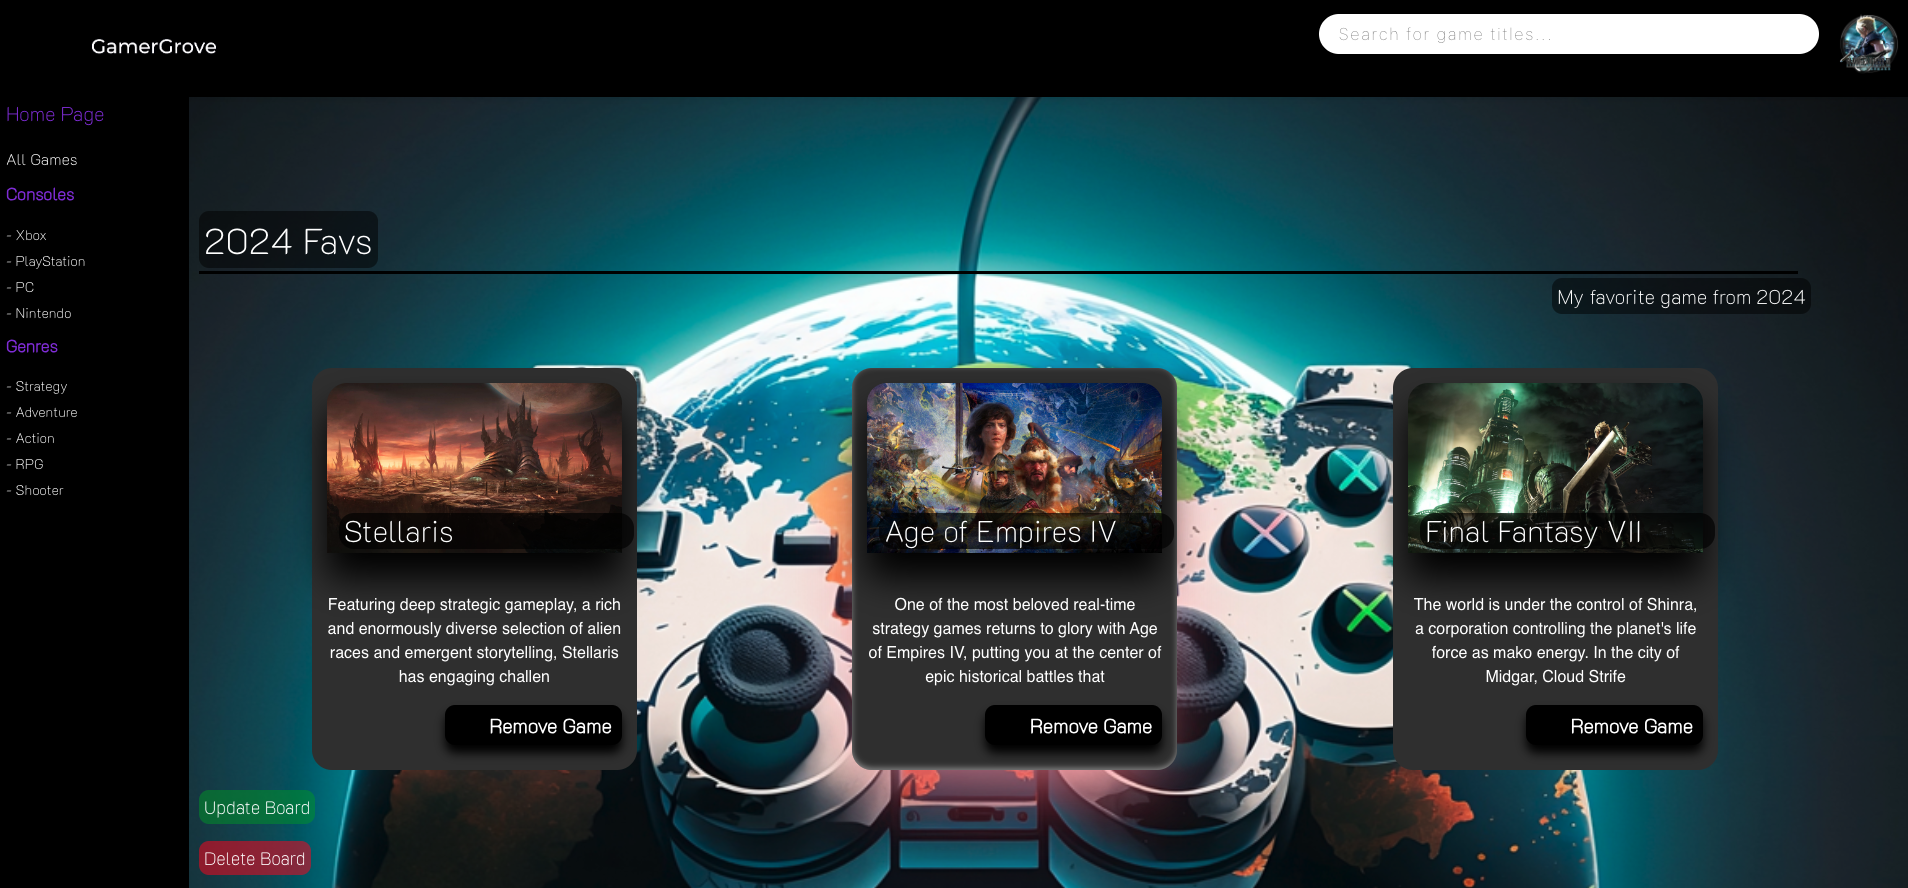 GamerGrove
Search for game titles...
Home Page
All Games
Consoles
- Xbox
- PlayStation
- PC
- Nintendo
Genres
- Strategy
- Adventure
- Action
- RPG
- Shooter
2024 Favs
My favorite game from 2024
Stellaris
Featuring deep strategic gameplay, a rich
and enormously diverse selection of alien
races and emergent storytelling, Stellaris
has engaging challen
Remove Game
Age of Empires IV
One of the most beloved real-time
strategy games returns to glory with Age
of Empires IV, putting you at the center of
epic historical battles that
Remove Game
Final Fantasy VII
The world is under the control of Shinra,
a corporation controlling the planet's life
force as mako energy. In the city of
Midgar, Cloud Strife
Remove Game
Update Board
Delete Board